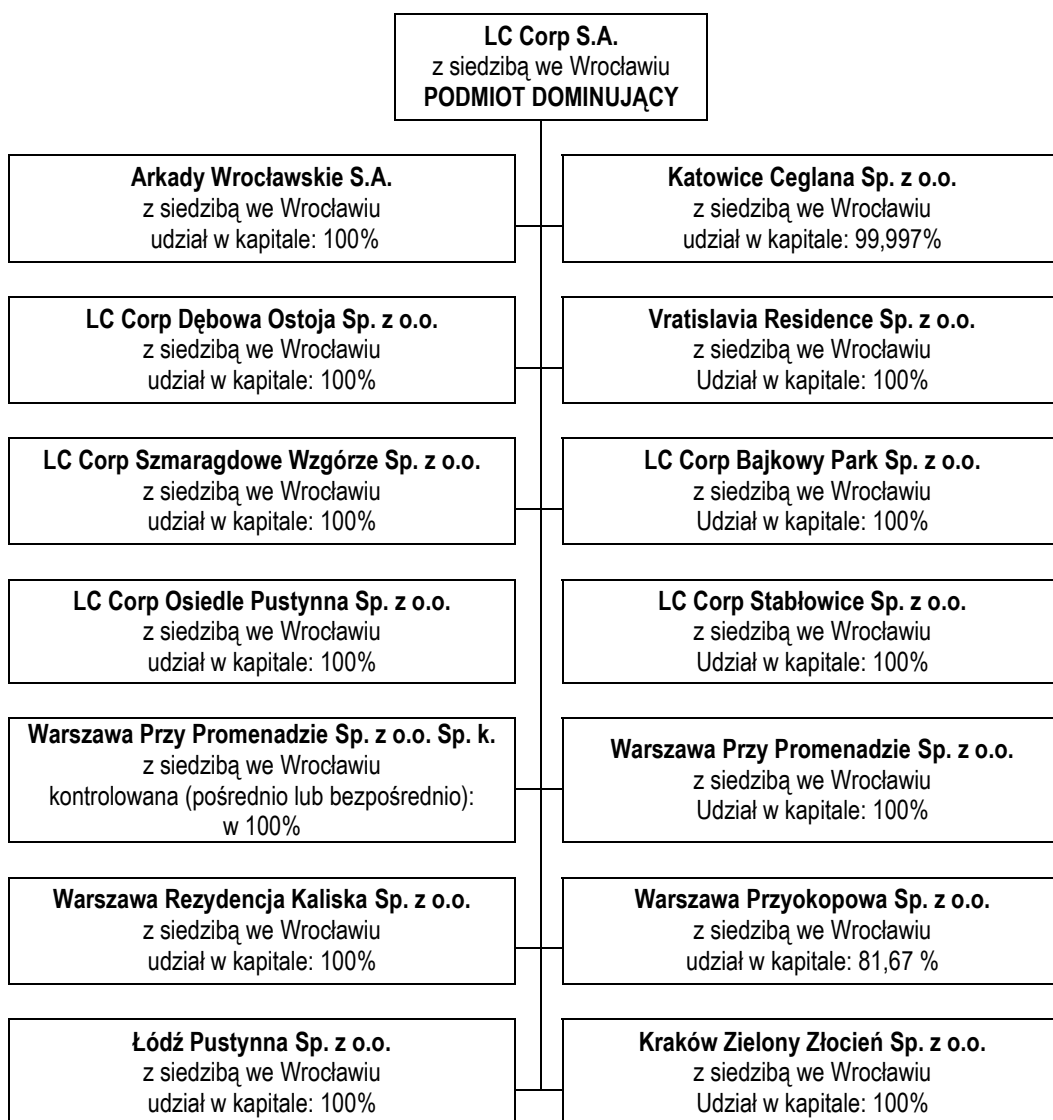 LC Corp S.A.
z siedzibą we Wrocławiu
PODMIOT DOMINUJĄCY
Arkady Wrocławskie S.A.
z siedzibą we Wrocławiu
udział w kapitale: 100%
Katowice Ceglana Sp. z o.o.
z siedzibą we Wrocławiu
udział w kapitale: 99,997%
LC Corp Dębowa Ostoja Sp. z o.o.
z siedzibą we Wrocławiu
udział w kapitale: 100%
Vratislavia Residence Sp. z o.o.
z siedzibą we Wrocławiu
Udział w kapitale: 100%
LC Corp Szmaragdowe Wzgórze Sp. z o.o.
z siedzibą we Wrocławiu
udział w kapitale: 100%
LC Corp Bajkowy Park Sp. z o.o.
z siedzibą we Wrocławiu
Udział w kapitale: 100%
LC Corp Osiedle Pustynna Sp. z o.o.
z siedzibą we Wrocławiu
udział w kapitale: 100%
LC Corp Stabłowice Sp. z o.o.
z siedzibą we Wrocławiu
Udział w kapitale: 100%
Warszawa Przy Promenadzie Sp. z o.o. Sp. k.
z siedzibą we Wrocławiu
kontrolowana (pośrednio lub bezpośrednio):
w 100%
Warszawa Przy Promenadzie Sp. z o.o.
z siedzibą we Wrocławiu
Udział w kapitale: 100%
Warszawa Rezydencja Kaliska Sp. z o.o.
z siedzibą we Wrocławiu
udział w kapitale: 100%
Warszawa Przyokopowa Sp. z o.o.
z siedzibą we Wrocławiu
udział w kapitale: 81,67 %
Łódź Pustynna Sp. z o.o.
z siedzibą we Wrocławiu
udział w kapitale: 100%
Kraków Zielony Złocień Sp. z o.o.
z siedzibą we Wrocławiu
Udział w kapitale: 100%